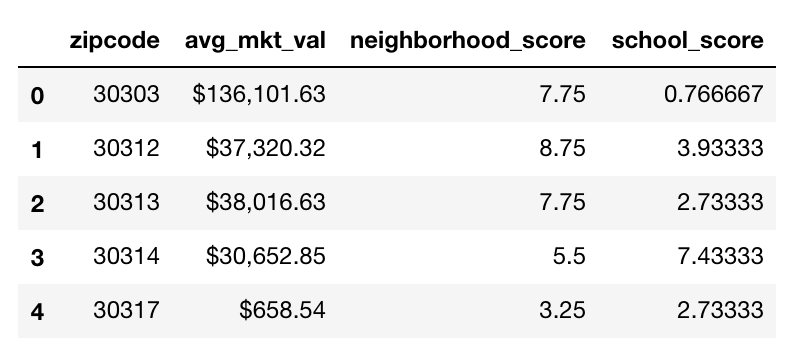 zipcode avg_mkt_val neighborhood_score school_score
0 30303 $136,101.63 7.75 0.766667
1 30312 $37,320.32 8.75 3.93333
2 30313 $38,016.63 7.75 2.73333
3 30314 $30,652.85 5.5 7.43333
4 30317 $658.54 3.25 2.73333